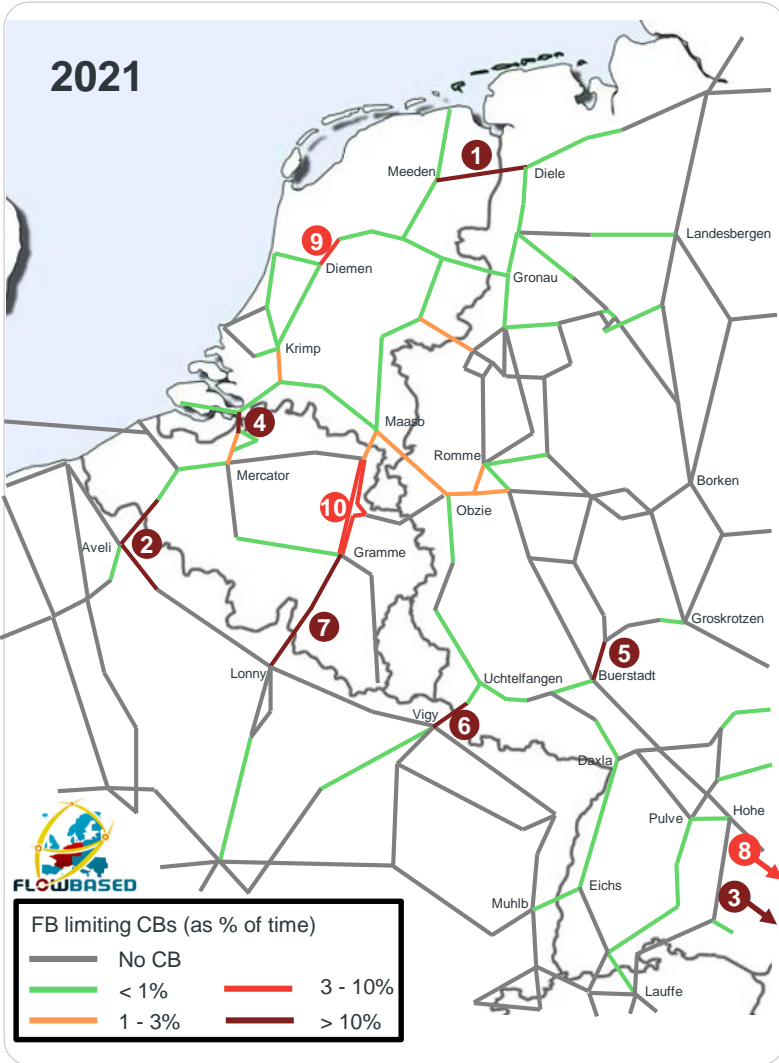 2021
1
Meeden
Diele
9
Landesbergen
Diemen
Gronau
Krimp
4
Maasb
Romme
Mercator
Borken
10
Obzie
2
Aveli
Gramme
7
Groskrotzen
5
Lonny
Uchtelfangen
Buerstadt
Vigy
6
Daxla
Pulve
Hohe
8
FLOWBASED
Eichs
3
Muhlb
FB limiting CBs (as % of time)
No CB
< 1%
3 - 10%
1 - 3%
> 10%
Lauffe